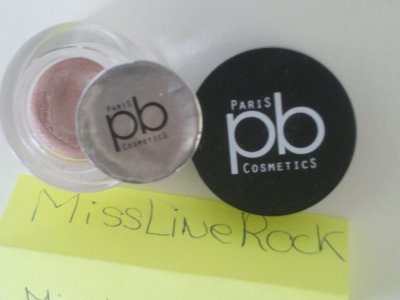 PARIS
pb
COSMETICS
PARIS
pb
COSMETICS
MissLineRock